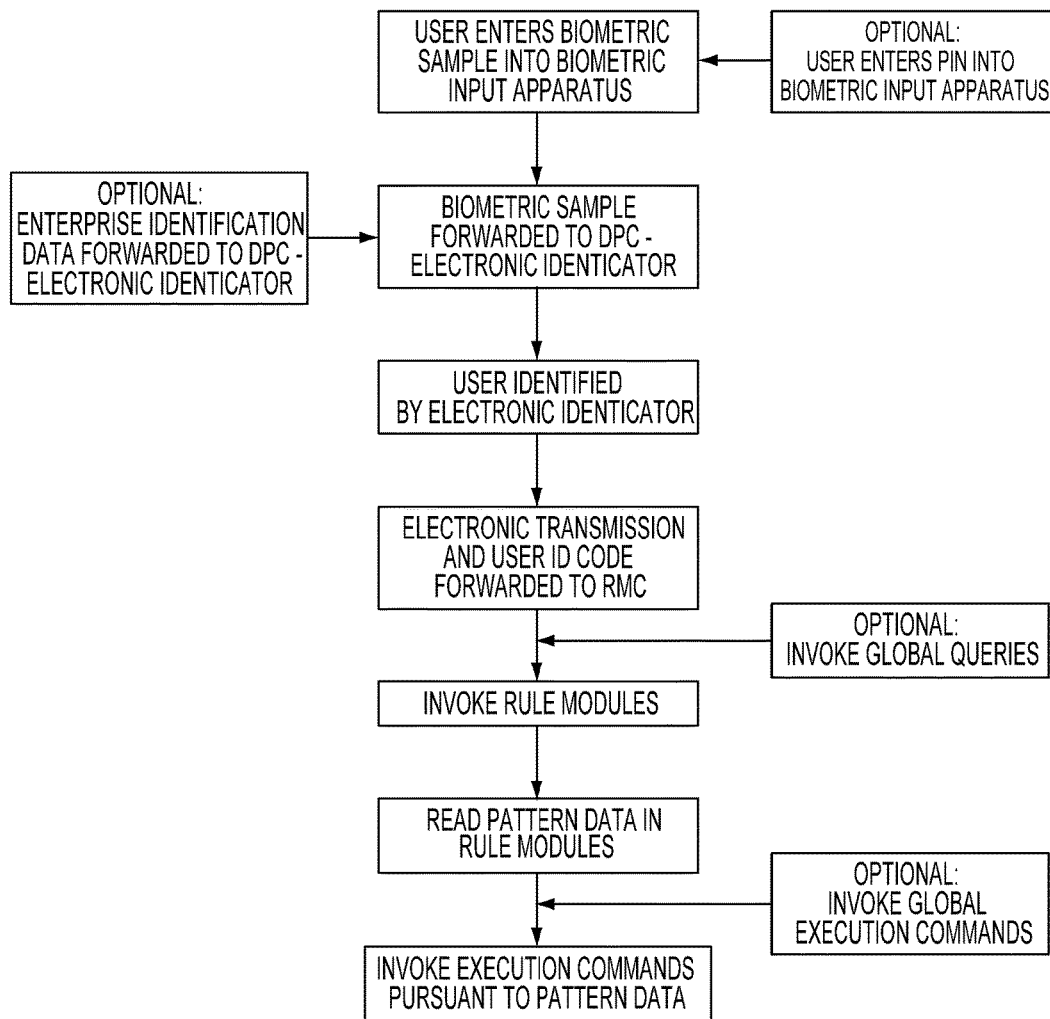 USER ENTERS BIOMETRIC
SAMPLE INTO BIOMETRIC
INPUT APPARATUS
OPTIONAL:
USER ENTERS PIN INTO
BIOMETRIC INPUT APPARATUS
OPTIONAL:
ENTERPRISE IDENTIFICATION
DATA FORWARDED TO DPC -
ELECTRONIC IDENTICATOR
BIOMETRIC SAMPLE
FORWARDED TO DPC -
ELECTRONIC IDENTICATOR
USER IDENTIFIED
BY ELECTRONIC IDENTICATOR
ELECTRONIC TRANSMISSION
AND USER ID CODE
FORWARDED TO RMC
OPTIONAL:
INVOKE GLOBAL QUERIES
INVOKE RULE MODULES
READ PATTERN DATA IN
RULE MODULES
OPTIONAL:
INVOKE GLOBAL
EXECUTION COMMANDS
INVOKE EXECUTION COMMANDS
PURSUANT TO PATTERN DATA